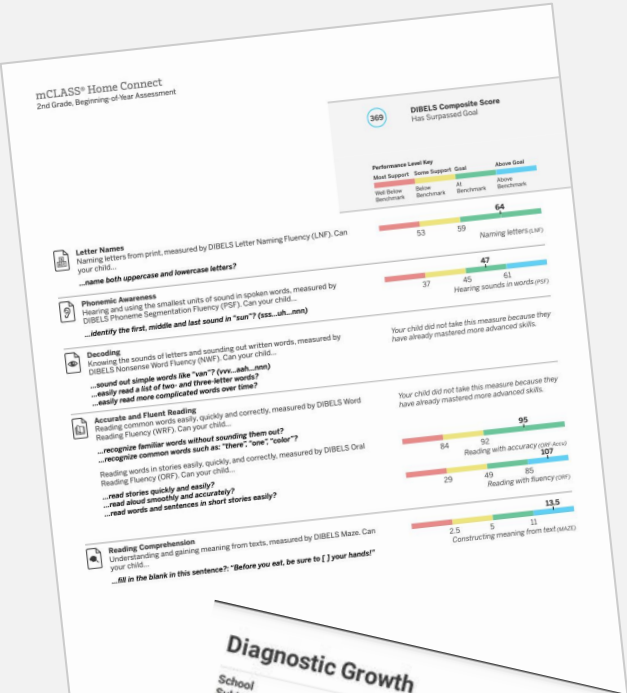 mCLASS® Home Connect
2nd Grade, Beginning-of-Year Assessment
369
DIBELS Composite Score
Has Surpassed Goal
Performance Level Key
Most Support Some Support Goal Above Goal
Well Below Benchmark
Below Benchmark
At Benchmark
Above Benchmark
Letter Names
Naming letters from print, measured by DIBELS Letter Naming Fluency (LNF). Can
your child...
...name both uppercase and lowercase letters?
64
53 59
Naming letters (LNF)
Phonemic Awareness
Hearing and using the smallest units of sound in spoken words, measured by
DIBELS Phoneme Segmentation Fluency (PSF). Can your child...
...identify the first, middle and last sound in "sun"? (sss...uh...nnn)
47
37 45 61
Hearing sounds in words (PSF)
Decoding
Knowing the sounds of letters and sounding out written words, measured by
DIBELS Nonsense Word Fluency (NWF). Can your child...
...sound out simple words like "van"? (vvv...aah...nnn)
...easily read a list of two- and three-letter words?
...easily read more complicated words over time?
Your child did not take this measure because they
have already mastered more advanced skills.
Accurate and Fluent Reading
Reading common words easily, quickly and correctly, measured by DIBELS Word
Reading Fluency (WRF). Can your child...
...recognize familiar words without sounding them out?
...recognize common words such as: "there", "one", "color"?
Your child did not take this measure because they
have already mastered more advanced skills.
Reading words in stories easily, quickly, and correctly, measured by DIBELS Oral
Reading Fluency (ORF). Can your child...
...read stories quickly and easily?
...read aloud smoothly and accurately?
...read words and sentences in short stories easily?
95
84 92
Reading with accuracy (ORF-Accu)
107
29 49 85
Reading with fluency (ORF)
Reading Comprehension
Understanding and gaining meaning from texts, measured by DIBELS Maze. Can
your child...
...fill in the blank in this sentence?: "Before you eat, be sure to [ ] your hands!"
13.5
2.5 5 11
Constructing meaning from text (MAZE)
Diagnostic Growth
School